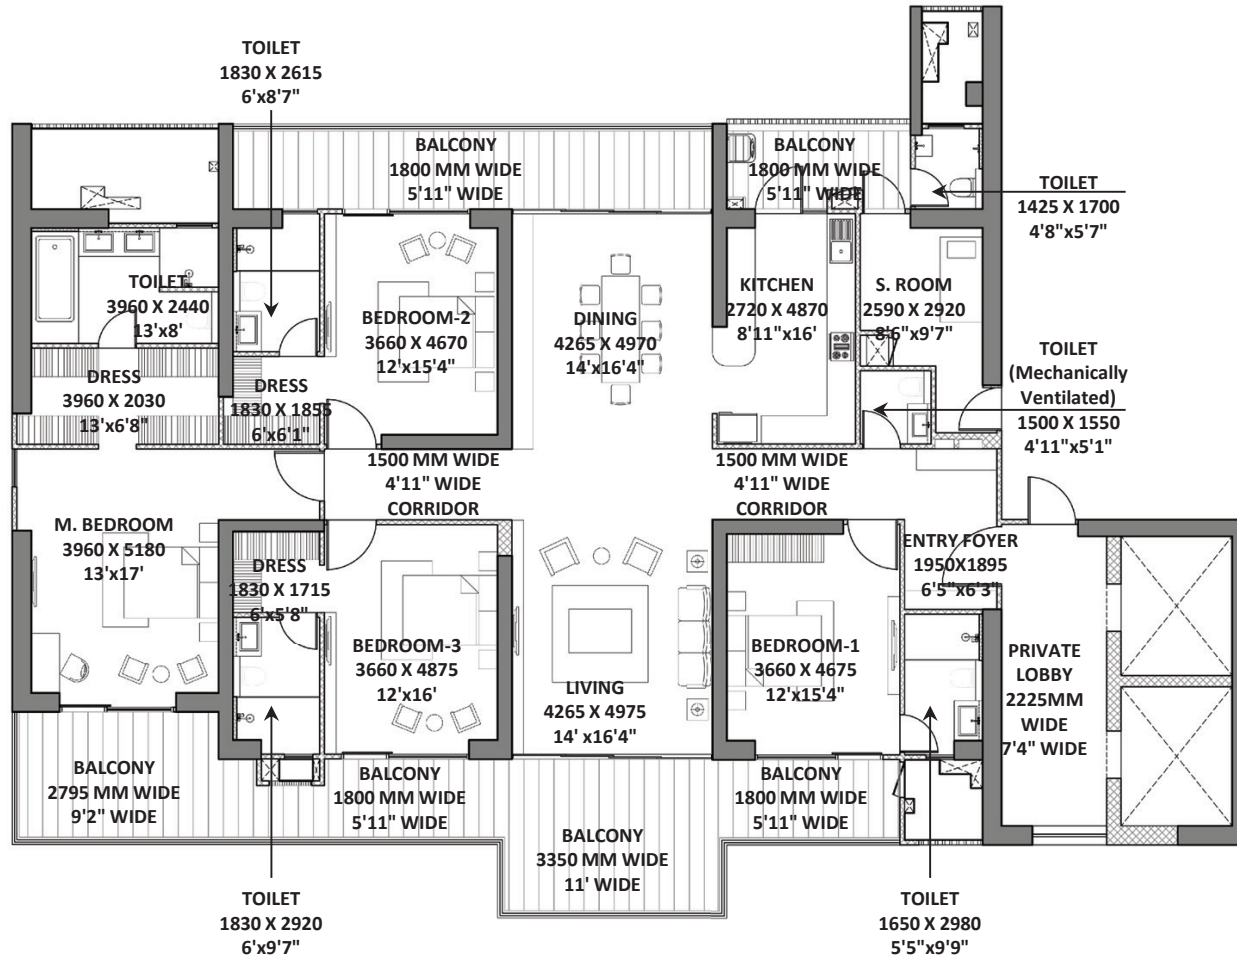 TOILET
1830 X 2615
6'x8'7"
BALCONY
1800 MM WIDE
5'11" WIDE
BALCONY
1800 MM WIDE
5'11" WIDE
TOILET
1425 X 1700
4'8"x5'7"
TOILET
3960 X 2440
13'x8'
BEDROOM-2
3660 X 4670
12'x15'4"
DINING
4265 X 4970
14'x16'4"
KITCHEN
2720 X 4870
8'11"x16'
S. ROOM
2590 X 2920
8'6"x9'7"
TOILET
(Mechanically
Ventilated)
1500 X 1550
4'11"x5'1"
DRESS
3960 X 2030
13'x6'8"
DRESS
1830 X 1855
6'x6'1"
1500 MM WIDE
4'11" WIDE
CORRIDOR
1500 MM WIDE
4'11" WIDE
CORRIDOR
M. BEDROOM
3960 X 5180
13'x17'
DRESS
1830 X 1715
6'x5'8"
ENTRY FOYER
1950X1895
6'5"x6'3"
BEDROOM-3
3660 X 4875
12'x16'
LIVING
4265 X 4975
14' x16'4"
BEDROOM-1
3660 X 4675
12'x15'4"
PRIVATE
LOBBY
2225MM
WIDE
7'4" WIDE
BALCONY
2795 MM WIDE
9'2" WIDE
BALCONY
1800 MM WIDE
5'11" WIDE
BALCONY
3350 MM WIDE
11' WIDE
BALCONY
1800 MM WIDE
5'11" WIDE
TOILET
1830 X 2920
6'x9'7"
TOILET
1650 X 2980
5'5"x9'9"